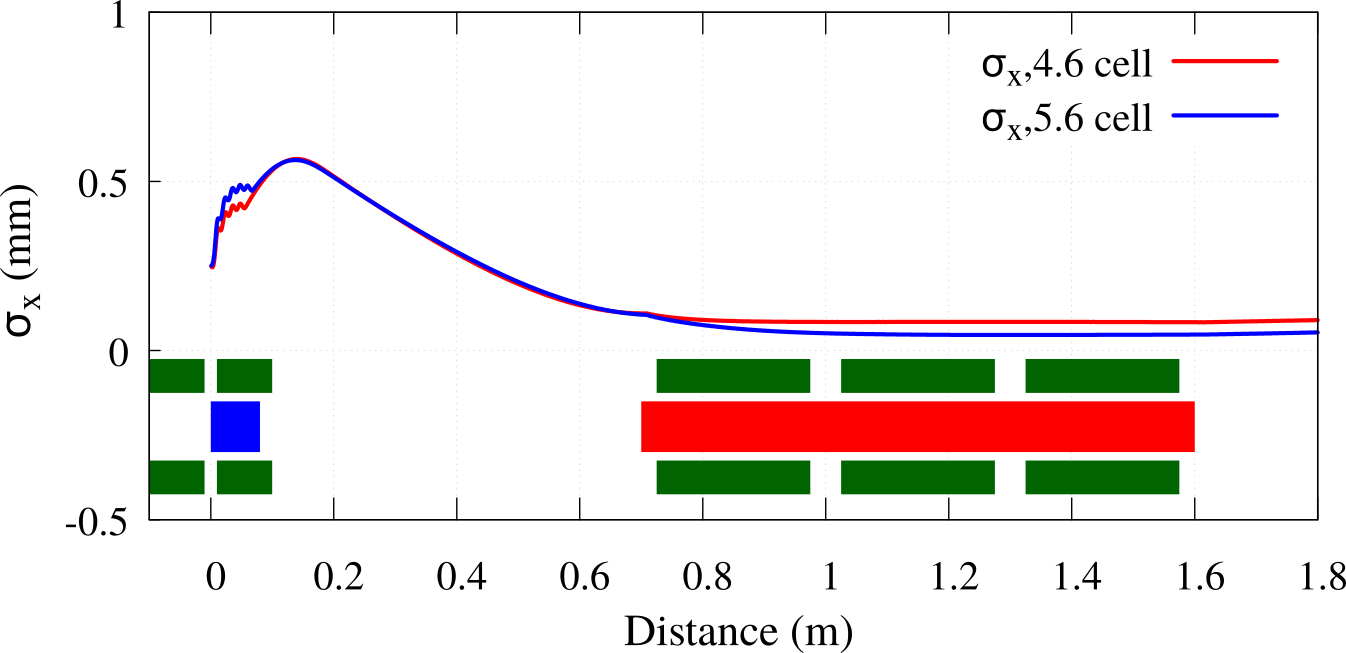 1
0.5
0
-0.5
σx (mm)
σx,4.6 cell
σx,5.6 cell
0 0.2 0.4 0.6 0.8 1 1.2 1.4 1.6 1.8
Distance (m)